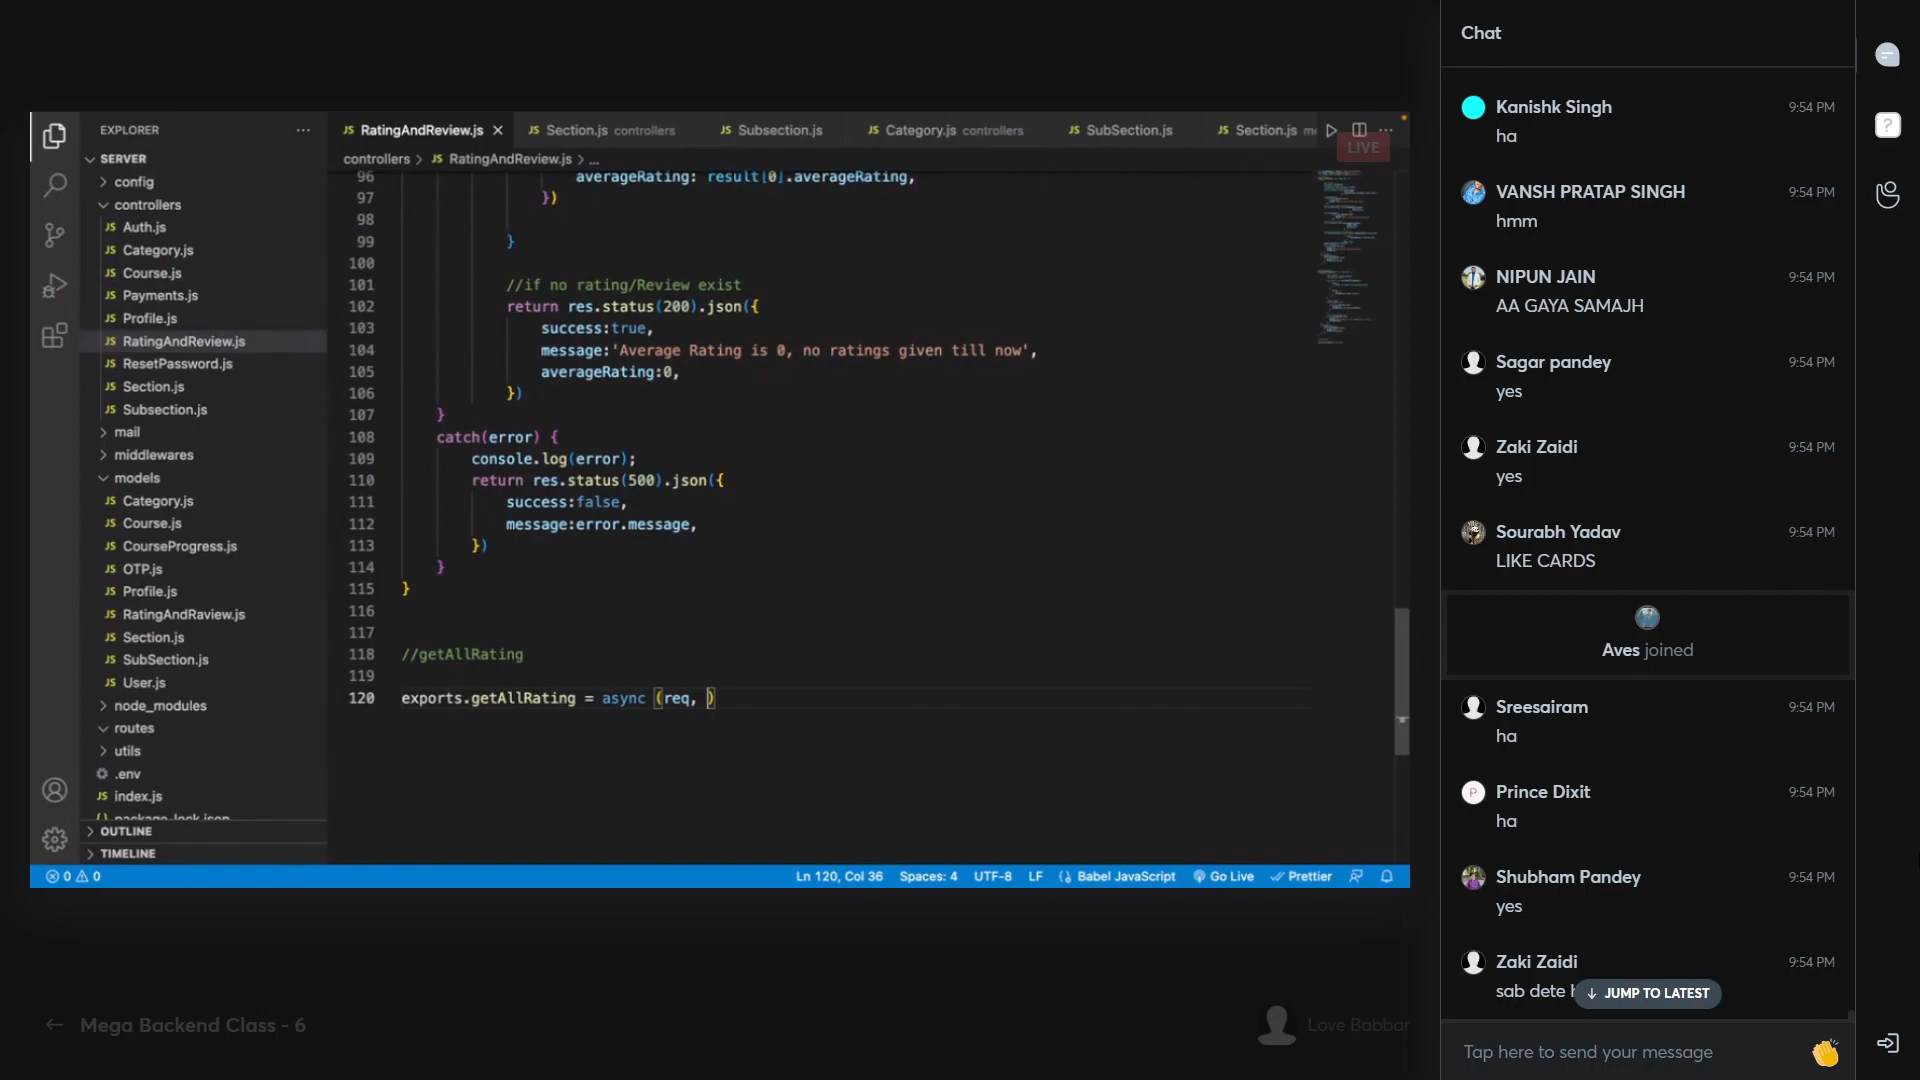 EXPLORER
SERVER
config
controllers
JS Auth.js
JS Category.js
JS Course.js
JS Payments.js
JS Profile.js
JS RatingAndReview.js
JS ResetPassword.js
JS Section.js
JS Subsection.js
mail
middlewares
models
JS Category.js
JS Course.js
JS CourseProgress.js
JS OTP.js
JS Profile.js
JS RatingAndRaview.js
JS Section.js
JS SubSection.js
JS User.js
node_modules
routes
utils
.env
JS index.js
{} package-lock.json
OUTLINE
TIMELINE
JS RatingAndReview.js JS Section.js controllers JS Subsection.js JS Category.js controllers JS SubSection.js JS Section.js
controllers > JS RatingAndReview.js > ...
LIVE
96 averageRating: result[0].averageRating,
97 })
98
99 }
100
101 //if no rating/Review exist
102 return res.status(200).json({
103 success:true,
104 message:'Average Rating is 0, no ratings given till now',
105 averageRating:0,
106 })
107 }
108 catch(error) {
109 console.log(error);
110 return res.status(500).json({
111 success:false,
112 message:error.message,
113 })
114 }
115 }
116
117
118 //getAllRating
119
120 exports.getAllRating = async (req, )
0 0 Ln 120, Col 36 Spaces: 4 UTF-8 LF Babel JavaScript Go Live Prettier
Mega Backend Class - 6
Love Babbar
Chat
Kanishk Singh 9:54 PM
ha
VANSH PRATAP SINGH 9:54 PM
hmm
NIPUN JAIN 9:54 PM
AA GAYA SAMAJH
Sagar pandey 9:54 PM
yes
Zaki Zaidi 9:54 PM
yes
Sourabh Yadav 9:54 PM
LIKE CARDS
Aves joined
Sreesairam 9:54 PM
ha
P Prince Dixit 9:54 PM
ha
Shubham Pandey 9:54 PM
yes
Zaki Zaidi 9:54 PM
sab dete
JUMP TO LATEST
Tap here to send your message